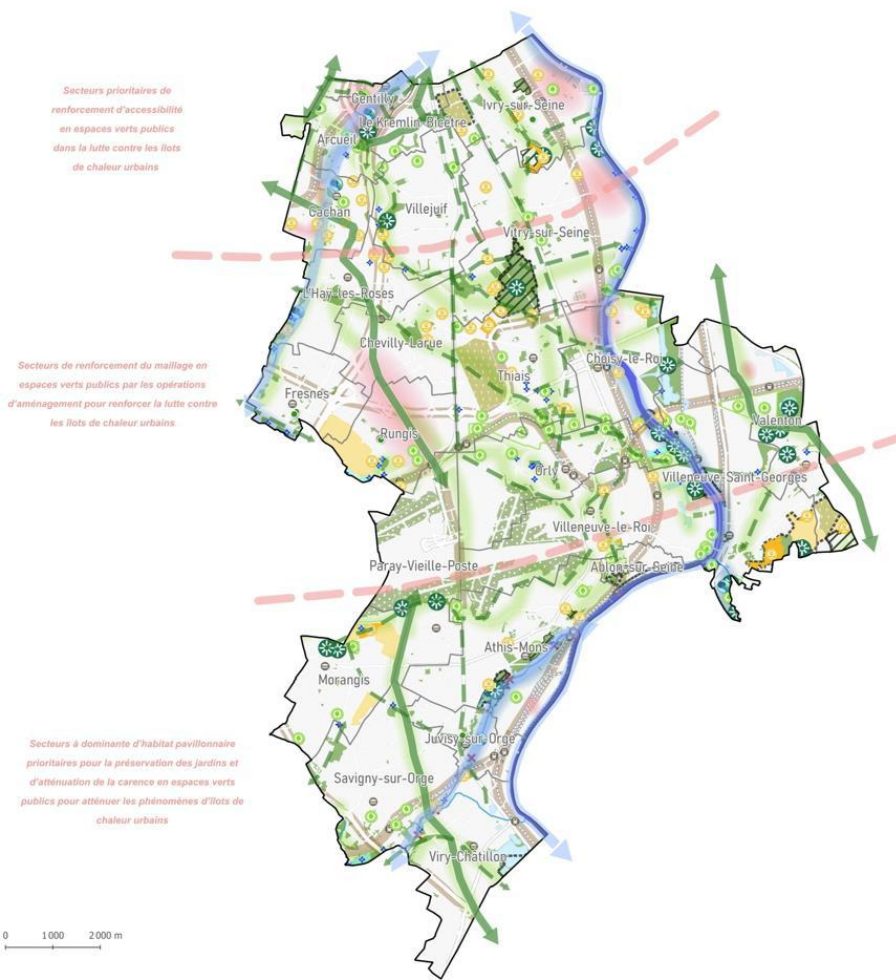 Secteurs prioritaires de
renforcement d'accessibilité
en espaces verts publics
dans la lutte contre les îlots
de chaleur urbains
Gentilly
Le Kremlin-Bicêtre
Ivry-sur-Seine
Arcueil
Cachan
Villejuif
Vitry-sur-Seine
L'Haÿ-les-Roses
Chevilly-Larue
Thiais
Choisy-le-Roi
Secteurs de renforcement du maillage en
espaces verts publics par les opérations
d'aménagement pour renforcer la lutte contre
les îlots de chaleur urbains
Fresnes
Rungis
Valenton
Orly
Villeneuve-Saint-Georges
Villeneuve-le-Roi
Paray-Vieille-Poste
Ablon-sur-Seine
Athis-Mons
Morangis
Juvisy-sur-Orge
Secteurs à dominante d'habitat pavillonnaire
prioritaires pour la préservation des jardins et
d'atténuation de la carence en espaces verts
publics pour atténuer les phénomènes d'îlots de
chaleur urbains
Savigny-sur-Orge
Viry-Châtillon
0 1 000 2 000 m